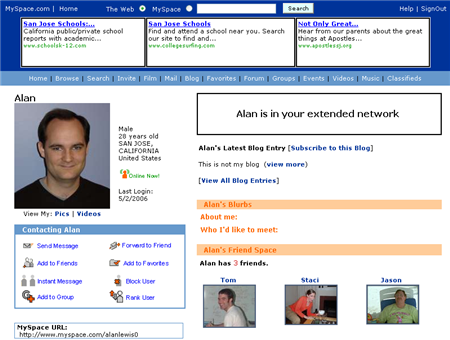 MySpace.com | Home The Web MySpace Search Help | SignOut
San Jose Schools:...
California public/private school
reports with academic...
www.schoolsk-12.com
San Jose Schools
Find and attend a school near you. Search
our site to find and...
www.collegesurfing.com
Not Only Great...
Hear from our parents about the great
things at Apostles...
www.apostlessj.org
Home | Browse | Search | Invite | Film | Mail | Blog | Favorites | Forum | Groups | Events | Videos | Music | Classifieds
Alan
Male
28 years old
SAN JOSE,
CALIFORNIA
United States
Online Now!
Last Login:
5/2/2006
View My: Pics | Videos
Contacting Alan
Send Message
Forward to Friend
Add to Friends
Add to Favorites
Instant Message
Block User
Add to Group
Rank User
MySpace URL:
http://www.myspace.com/alanlewis0
Alan is in your extended network
Alan's Latest Blog Entry [Subscribe to this Blog]
This is not my blog (view more)
[View All Blog Entries]
Alan's Blurbs
About me:
Who I'd like to meet:
Alan's Friend Space
Alan has 3 friends.
Tom
Staci
Jason